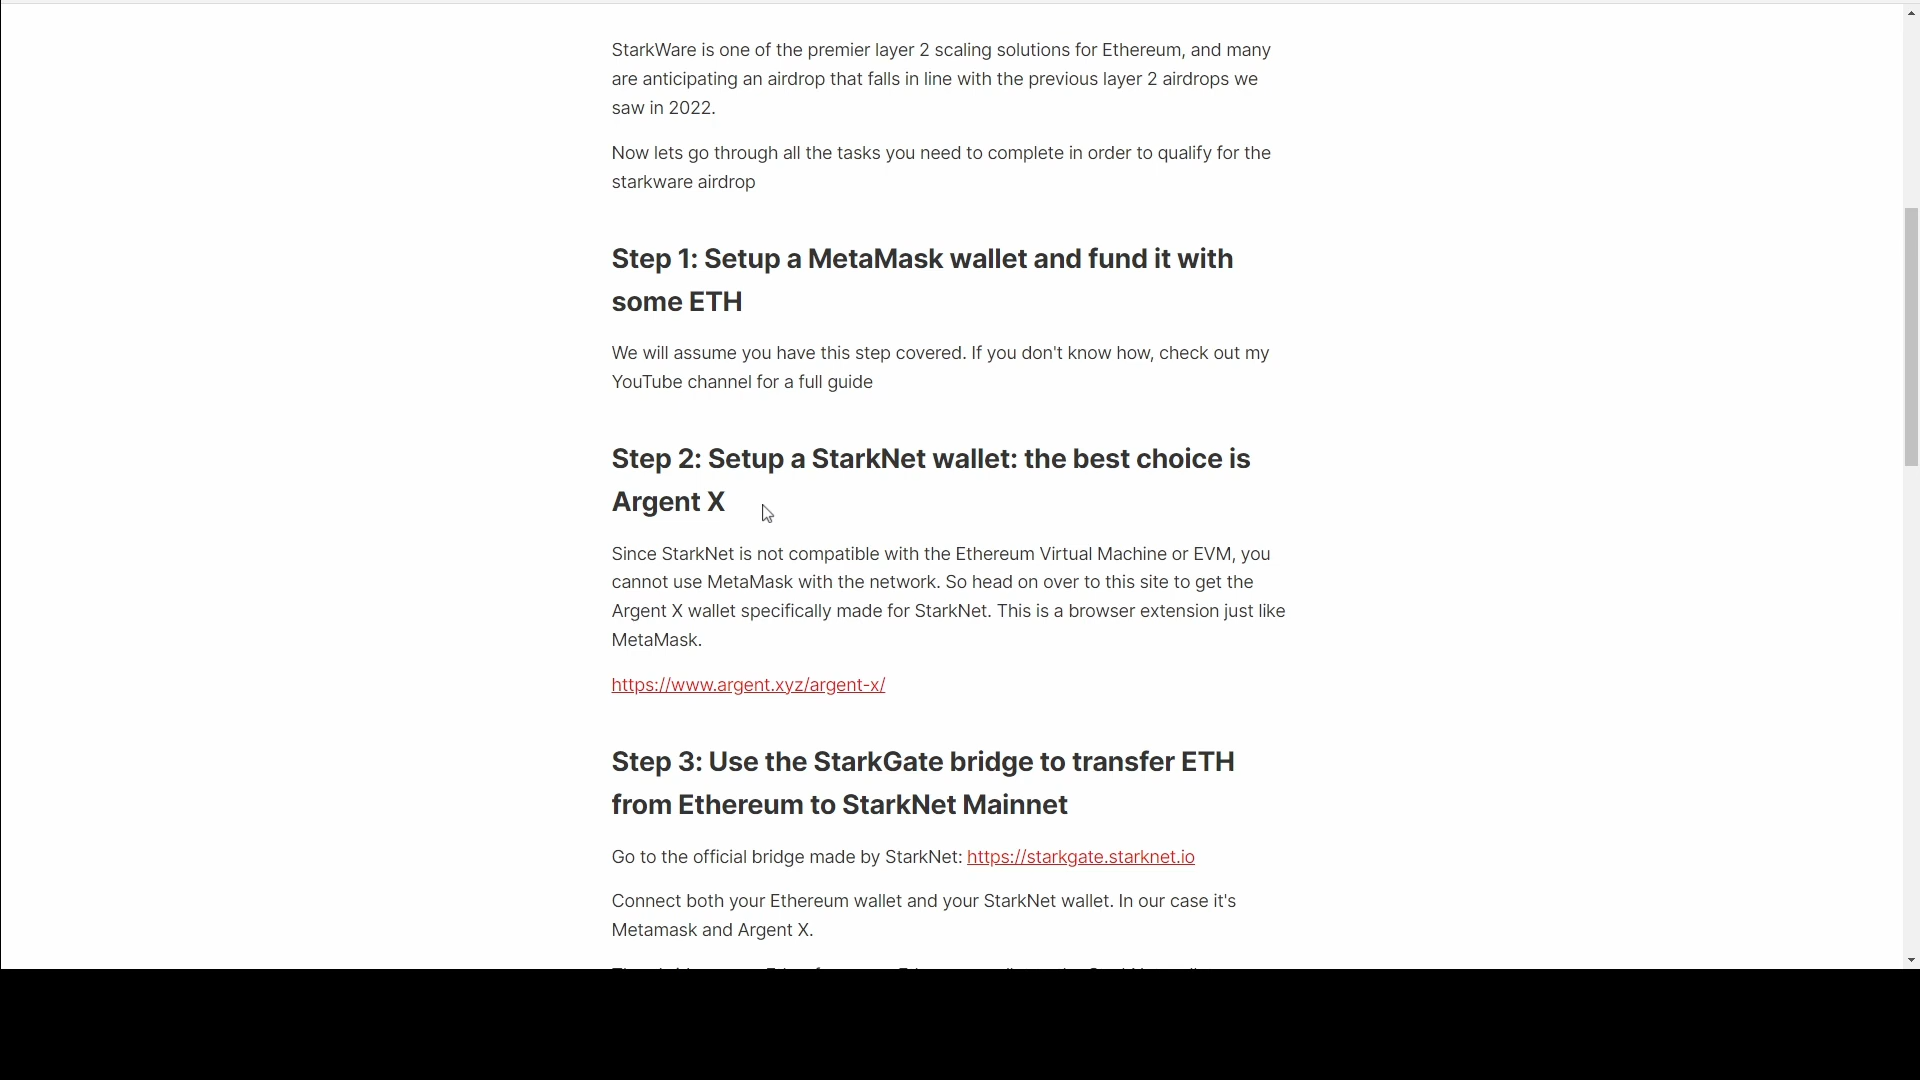 StarkWare is one of the premier layer 2 scaling solutions for Ethereum, and many
are anticipating an airdrop that falls in line with the previous layer 2 airdrops we
saw in 2022.
Now lets go through all the tasks you need to complete in order to qualify for the
starkware airdrop
Step 1: Setup a MetaMask wallet and fund it with
some ETH
We will assume you have this step covered. If you don't know how, check out my
YouTube channel for a full guide
Step 2: Setup a StarkNet wallet: the best choice is
Argent X
Since StarkNet is not compatible with the Ethereum Virtual Machine or EVM, you
cannot use MetaMask with the network. So head on over to this site to get the
Argent X wallet specifically made for StarkNet. This is a browser extension just like
MetaMask.
https://www.argent.xyz/argent-x/
Step 3: Use the StarkGate bridge to transfer ETH
from Ethereum to StarkNet Mainnet
Go to the official bridge made by StarkNet: https://starkgate.starknet.io
Connect both your Ethereum wallet and your StarkNet wallet. In our case it's
Metamask and Argent X.